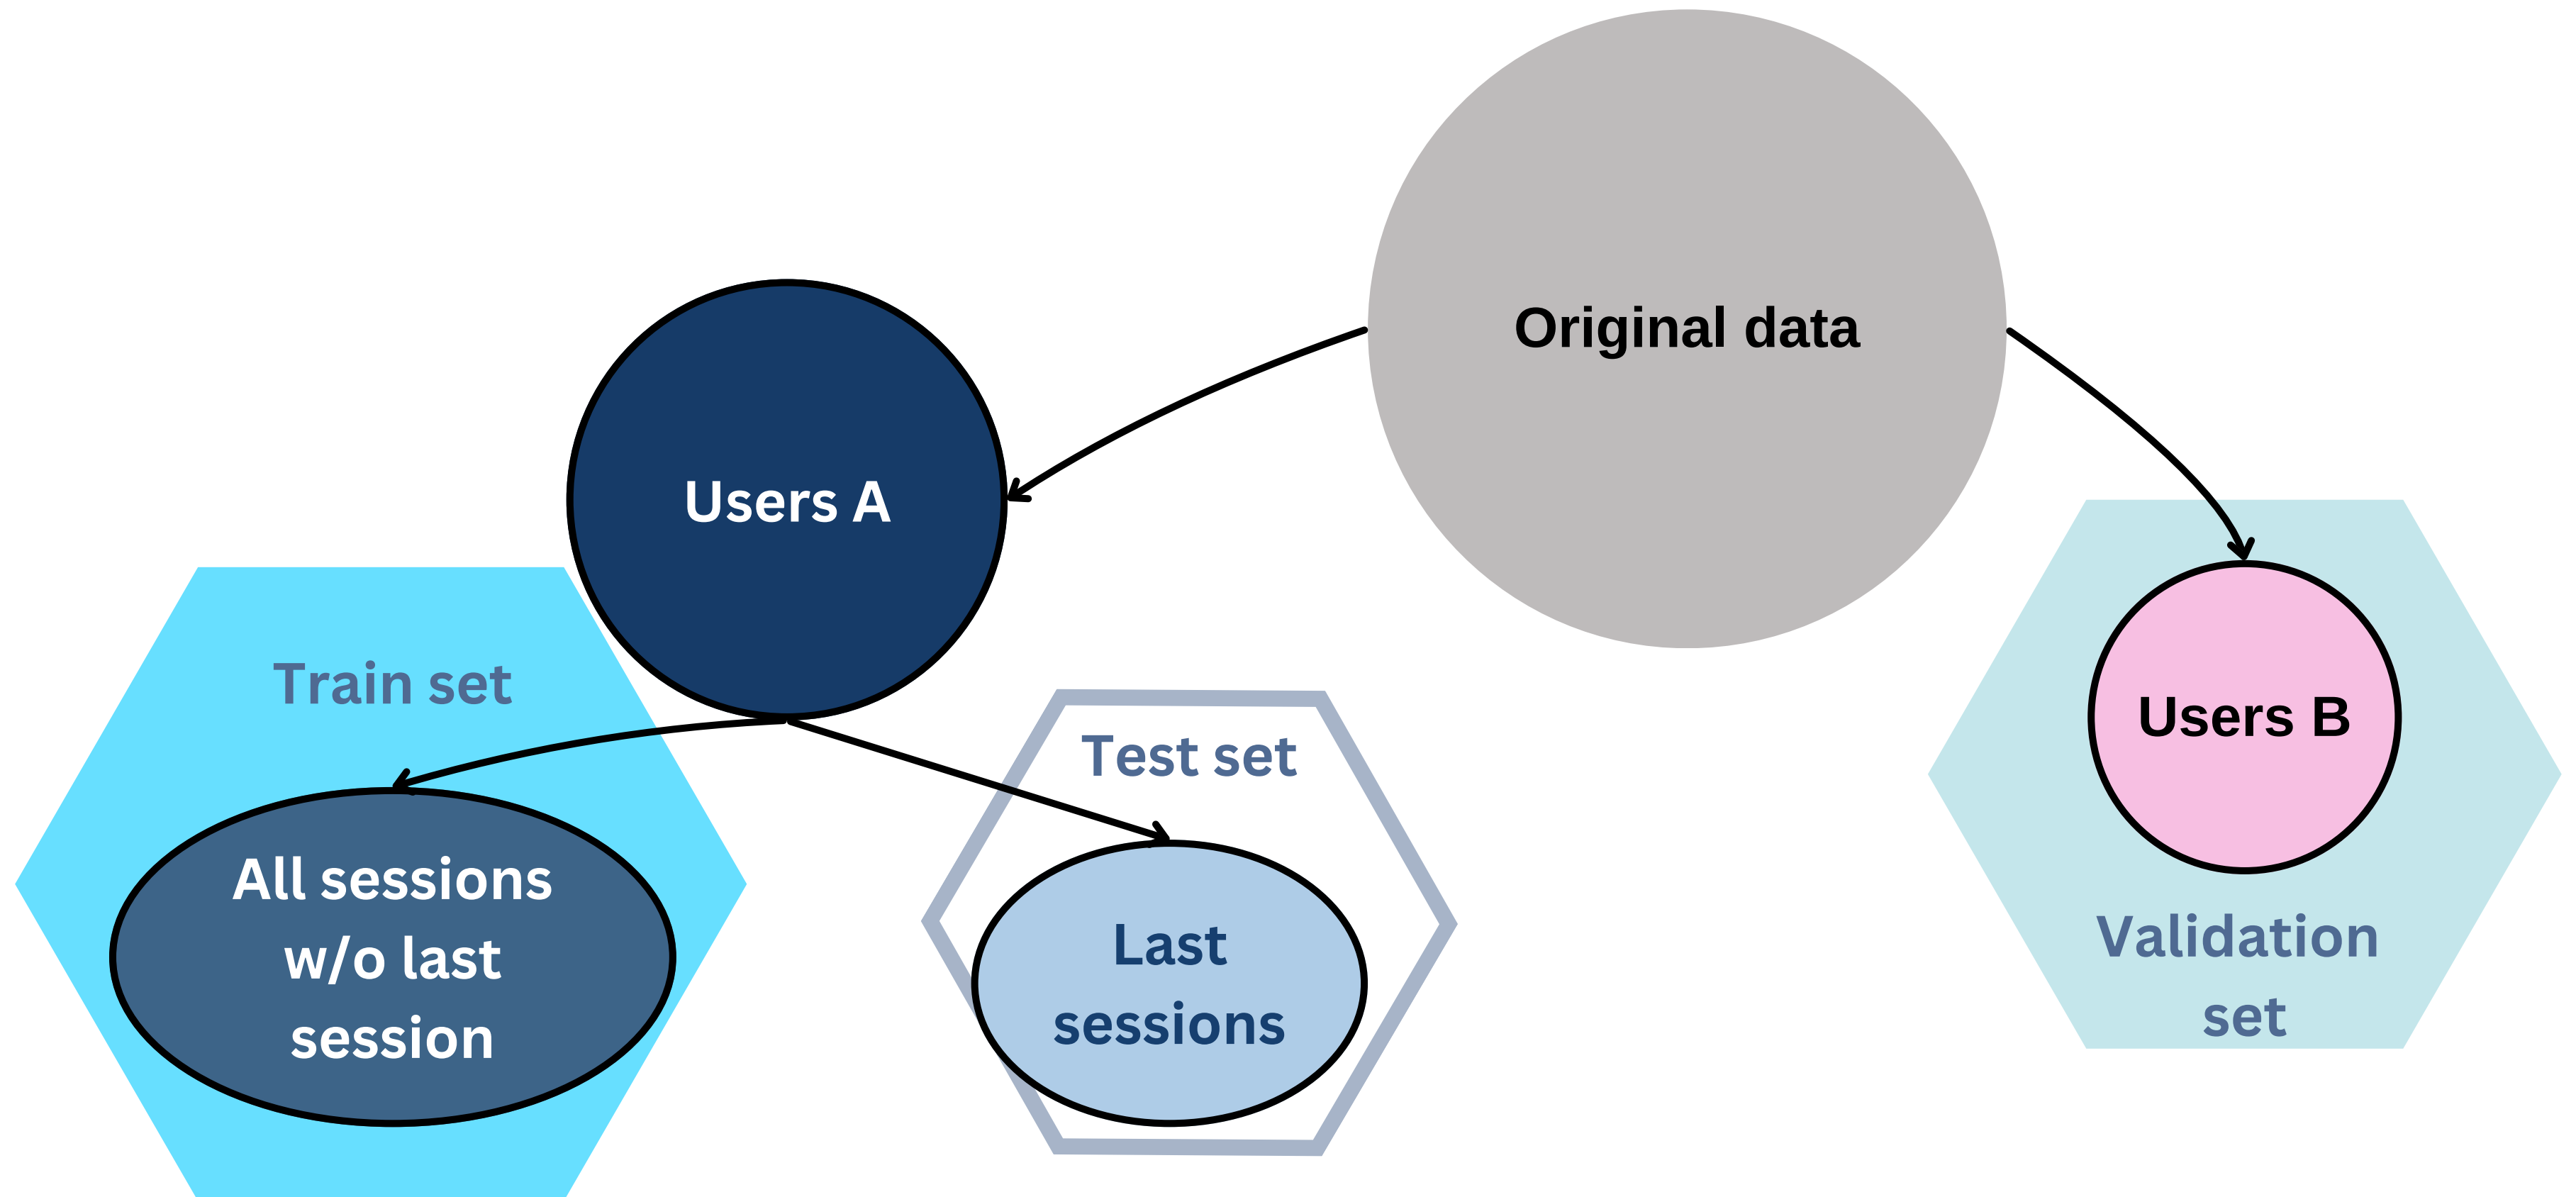 Original data
Users A
Train set
All sessions
w/o last
session
Test set
Last
sessions
Users B
Validation
set